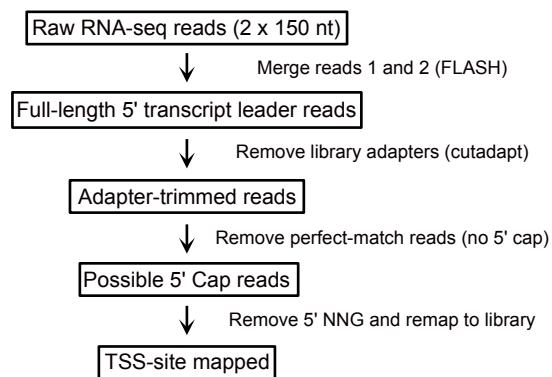 Raw RNA-seq reads (2 x 150 nt)
Merge reads 1 and 2 (FLASH)
Full-length 5' transcript leader reads
Remove library adapters (cutadapt)
Adapter-trimmed reads
Remove perfect-match reads (no 5' cap)
Possible 5' Cap reads
Remove 5' NNG and remap to library
TSS-site mapped